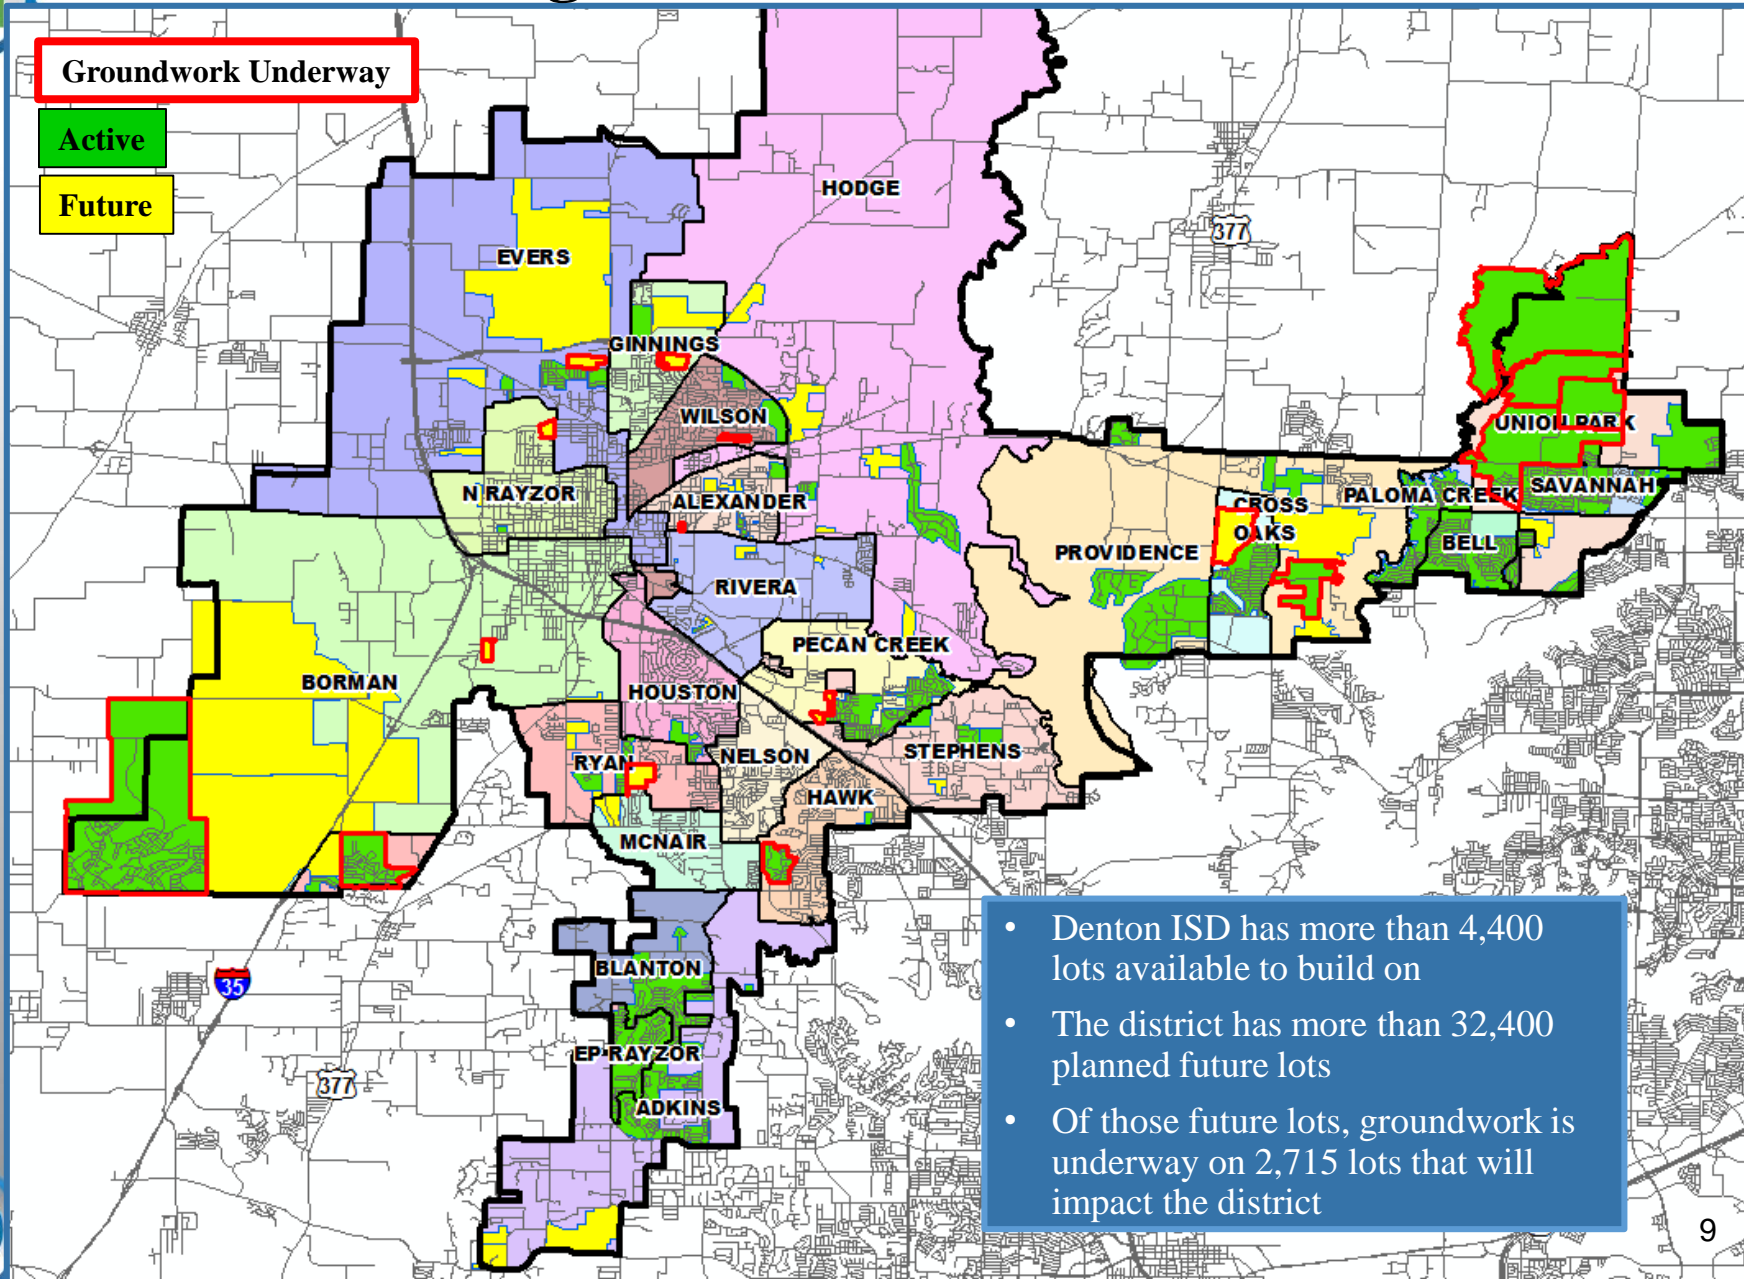 Groundwork Underway
Active
Future
HODGE
377
EVERS
GINNINGS
WILSON
UNION PARK
N RAYZOR
ALEXANDER
CROSS
OAKS
PALOMA CREEK
SAVANNAH
BELL
PROVIDENCE
RIVERA
PECAN CREEK
BORMAN
HOUSTON
RYAN
NELSON
STEPHENS
HAWK
MCNAIR
BLANTON
35
EP RAYZOR
377
ADKINS
• Denton ISD has more than 4,400
lots available to build on
• The district has more than 32,400
planned future lots
• Of those future lots, groundwork is
underway on 2,715 lots that will
impact the district
9